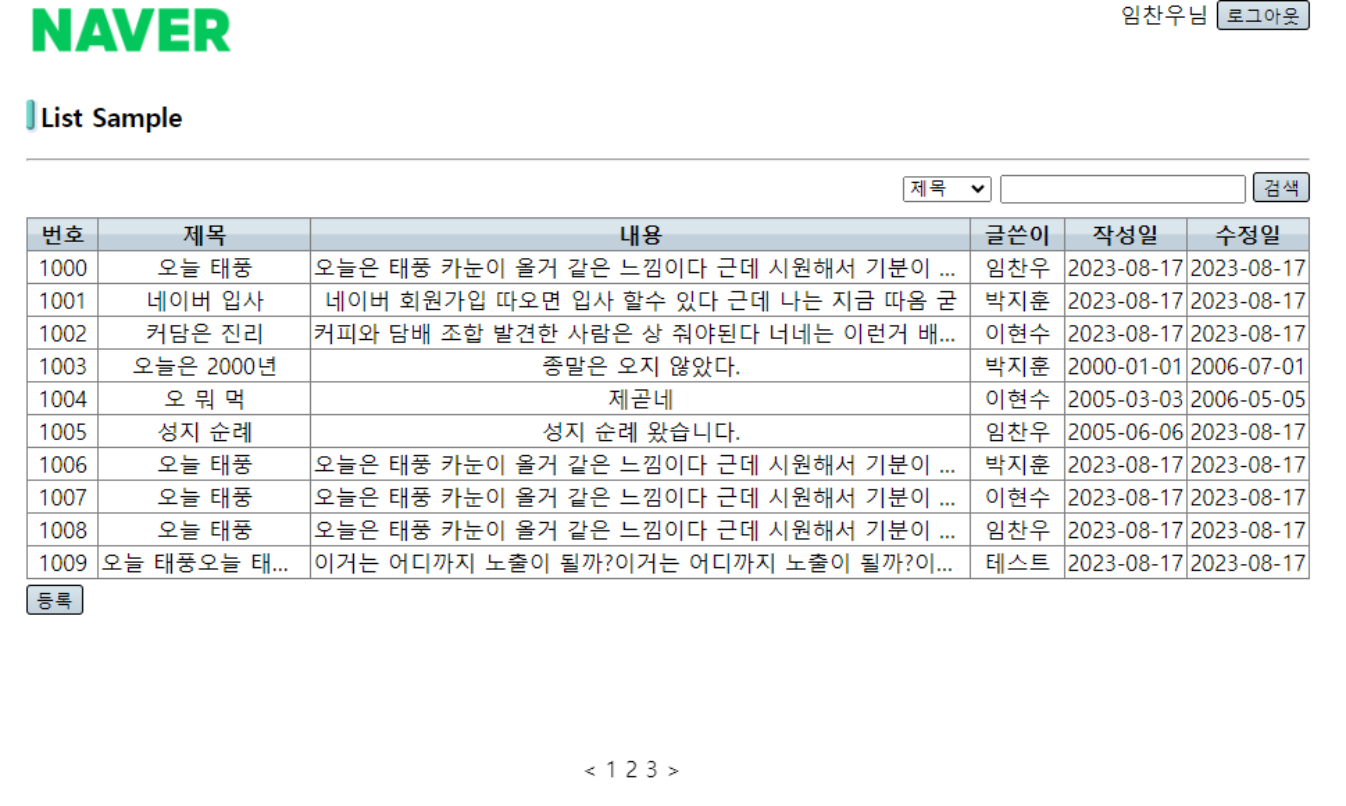 NAVER
임찬우님 로그아웃
List Sample
제목 검색
번호 제목 내용 글쓴이 작성일 수정일
1000 오늘 태풍 오늘은 태풍 카눈이 올거 같은 느낌이다 근데 시원해서 기분이 ... 임찬우 2023-08-17 2023-08-17
1001 네이버 입사 네이버 회원가입 따오면 입사 할수 있다 근데 나는 지금 따옴 굳 박지훈 2023-08-17 2023-08-17
1002 커담은 진리 커피와 담배 조합 발견한 사람은 상 줘야된다 너네는 이런거 배... 이현수 2023-08-17 2023-08-17
1003 오늘은 2000년 종말은 오지 않았다. 박지훈 2000-01-01 2006-07-01
1004 오 뭐 먹 제곧네 이현수 2005-03-03 2006-05-05
1005 성지 순례 성지 순례 왔습니다. 임찬우 2005-06-06 2023-08-17
1006 오늘 태풍 오늘은 태풍 카눈이 올거 같은 느낌이다 근데 시원해서 기분이 ... 박지훈 2023-08-17 2023-08-17
1007 오늘 태풍 오늘은 태풍 카눈이 올거 같은 느낌이다 근데 시원해서 기분이 ... 이현수 2023-08-17 2023-08-17
1008 오늘 태풍 오늘은 태풍 카눈이 올거 같은 느낌이다 근데 시원해서 기분이 ... 임찬우 2023-08-17 2023-08-17
1009 오늘 태풍오늘 태... 이거는 어디까지 노출이 될까?이거는 어디까지 노출이 될까?이... 테스트 2023-08-17 2023-08-17
등록
< 1 2 3 >